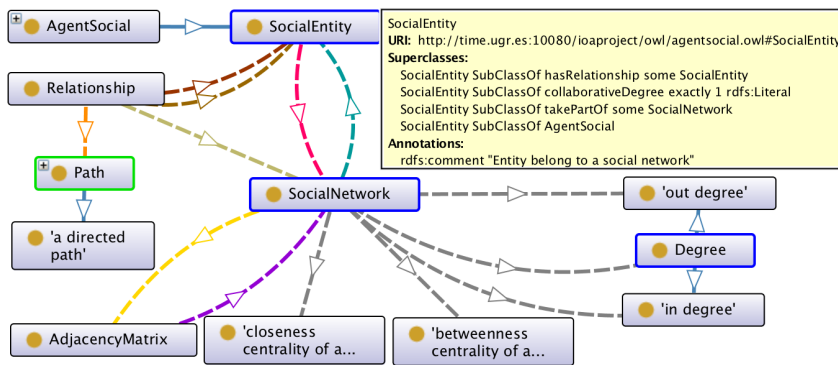 AgentSocial
SocialEntity
SocialEntity
URI: http://time.ugr.es:10080/ioaproject/owl/agentsocial.owl#SocialEntity
Superclasses:
SocialEntity SubClassOf hasRelationship some SocialEntity
SocialEntity SubClassOf collaborativeDegree exactly 1 rdfs:Literal
SocialEntity SubClassOf takePartOf some SocialNetwork
SocialEntity SubClassOf AgentSocial
Annotations:
rdfs:comment "Entity belong to a social network"
Relationship
Path
SocialNetwork
'out degree'
'a directed
path'
Degree
'in degree'
AdjacencyMatrix
'closeness
centrality of a...
'betweenness
centrality of a...